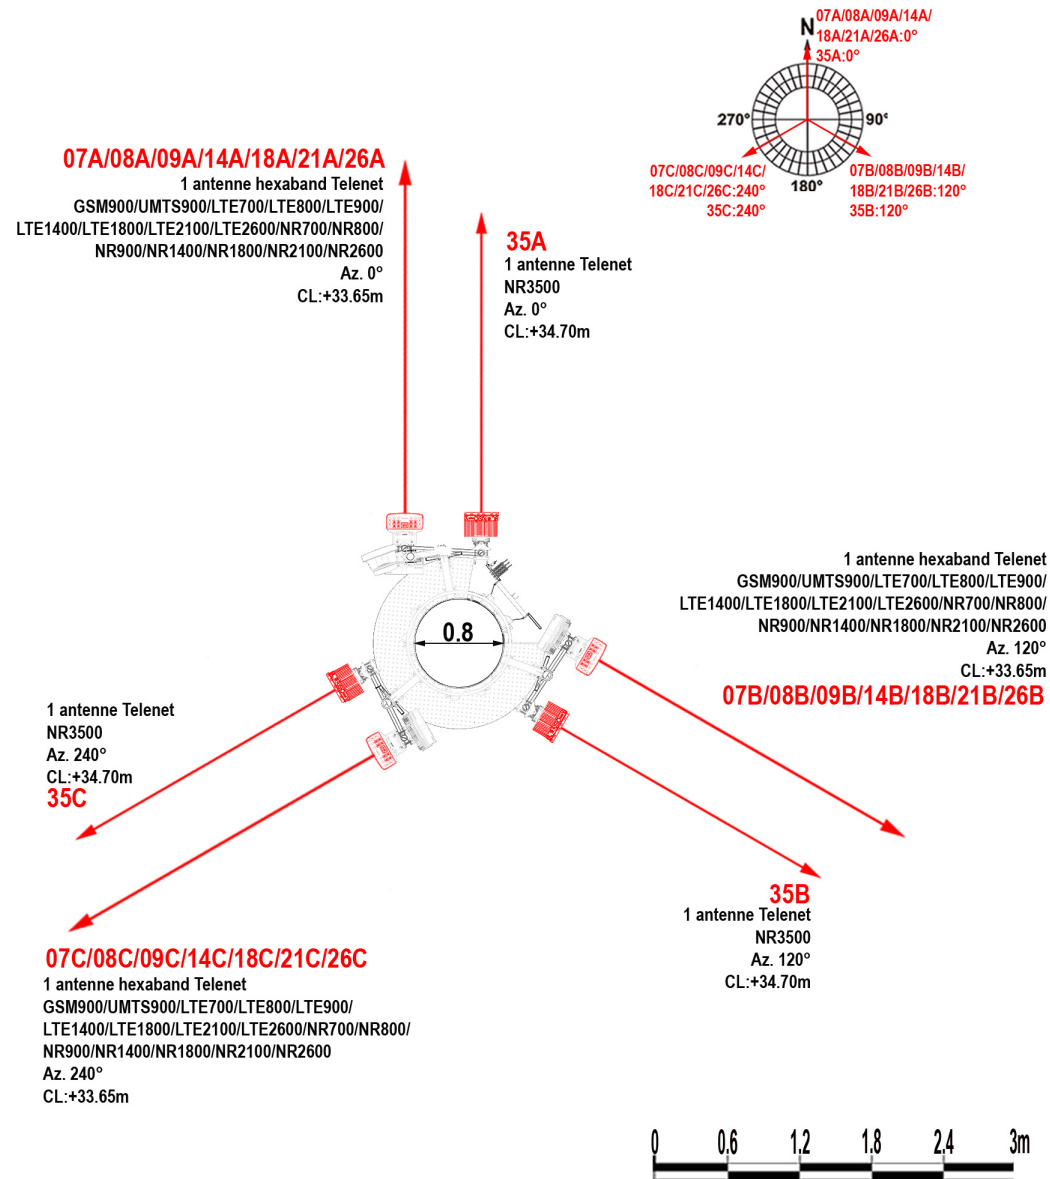 N
07A/08A/09A/14A/
18A/21A/26A:0°
35A:0°
270°
90°
180°
07C/08C/09C/14C/
18C/21C/26C:240°
35C:240°
07B/08B/09B/14B/
18B/21B/26B:120°
35B:120°
07A/08A/09A/14A/18A/21A/26A
1 antenne hexaband Telenet
GSM900/UMTS900/LTE700/LTE800/LTE900/
LTE1400/LTE1800/LTE2100/LTE2600/NR700/NR800/
NR900/NR1400/NR1800/NR2100/NR2600
Az. 0°
CL:+33.65m
35A
1 antenne Telenet
NR3500
Az. 0°
CL:+34.70m
0.8
1 antenne hexaband Telenet
GSM900/UMTS900/LTE700/LTE800/LTE900/
LTE1400/LTE1800/LTE2100/LTE2600/NR700/NR800/
NR900/NR1400/NR1800/NR2100/NR2600
Az. 120°
CL:+33.65m
07B/08B/09B/14B/18B/21B/26B
1 antenne Telenet
NR3500
Az. 240°
CL:+34.70m
35C
35B
1 antenne Telenet
NR3500
Az. 120°
CL:+34.70m
07C/08C/09C/14C/18C/21C/26C
1 antenne hexaband Telenet
GSM900/UMTS900/LTE700/LTE800/LTE900/
LTE1400/LTE1800/LTE2100/LTE2600/NR700/NR800/
NR900/NR1400/NR1800/NR2100/NR2600
Az. 240°
CL:+33.65m
0 0.6 1.2 1.8 2.4 3m